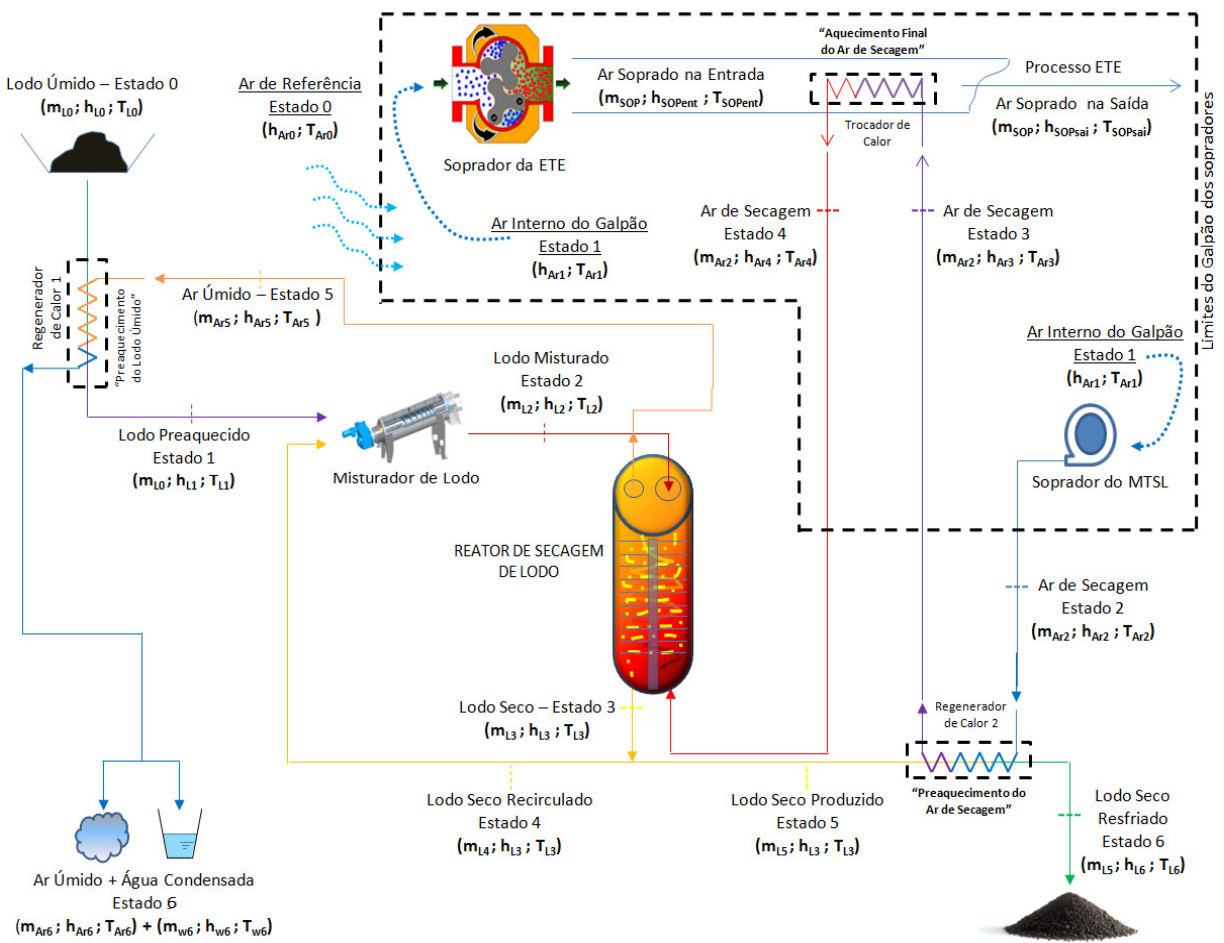 Lodo Úmido – Estado 0
(mL0 ; hL0 ; TL0)
Ar de Referência
Estado 0
(hAr0 ; TAr0)
Soprador da ETE
Ar Soprado na Entrada
(mSOP ; hSOPent ; TSOPent)
“Aquecimento Final
do Ar de Secagem”
Trocador de
Calor
Processo ETE
Ar Soprado na Saída
(mSOP ; hSOPsai ; TSOPsai)
Limites do Galpão dos sopradores
Ar Interno do Galpão
Estado 1
(hAr1 ; TAr1)
Ar de Secagem
Estado 4
(mAr2 ; hAr4 ; TAr4)
Ar de Secagem
Estado 3
(mAr2 ; hAr3 ; TAr3)
Regenerador
de Calor 1
“Preaquecimento
do Lodo Úmido”
Ar Úmido – Estado 5
(mAr5 ; hAr5 ; TAr5 )
Ar Interno do Galpão
Estado 1
(hAr1 ; TAr1)
Soprador do MTSL
Lodo Misturado
Estado 2
(mL2 ; hL2 ; TL2)
Lodo Preaquecido
Estado 1
(mL0 ; hL1 ; TL1)
Misturador de Lodo
REATOR DE SECAGEM
DE LODO
Ar de Secagem
Estado 2
(mAr2 ; hAr2 ; TAr2)
Lodo Seco – Estado 3
(mL3 ; hL3 ; TL3)
Regenerador
de Calor 2
“Preaquecimento do
Ar de Secagem”
Lodo Seco Recirculado
Estado 4
(mL4 ; hL3 ; TL3)
Lodo Seco Produzido
Estado 5
(mL5 ; hL3 ; TL3)
Lodo Seco
Resfriado
Estado 6
(mL5 ; hL6 ; TL6)
Ar Úmido + Água Condensada
Estado 6
(mAr6 ; hAr6 ; TAr6) + (mw6 ; hw6 ; Tw6)